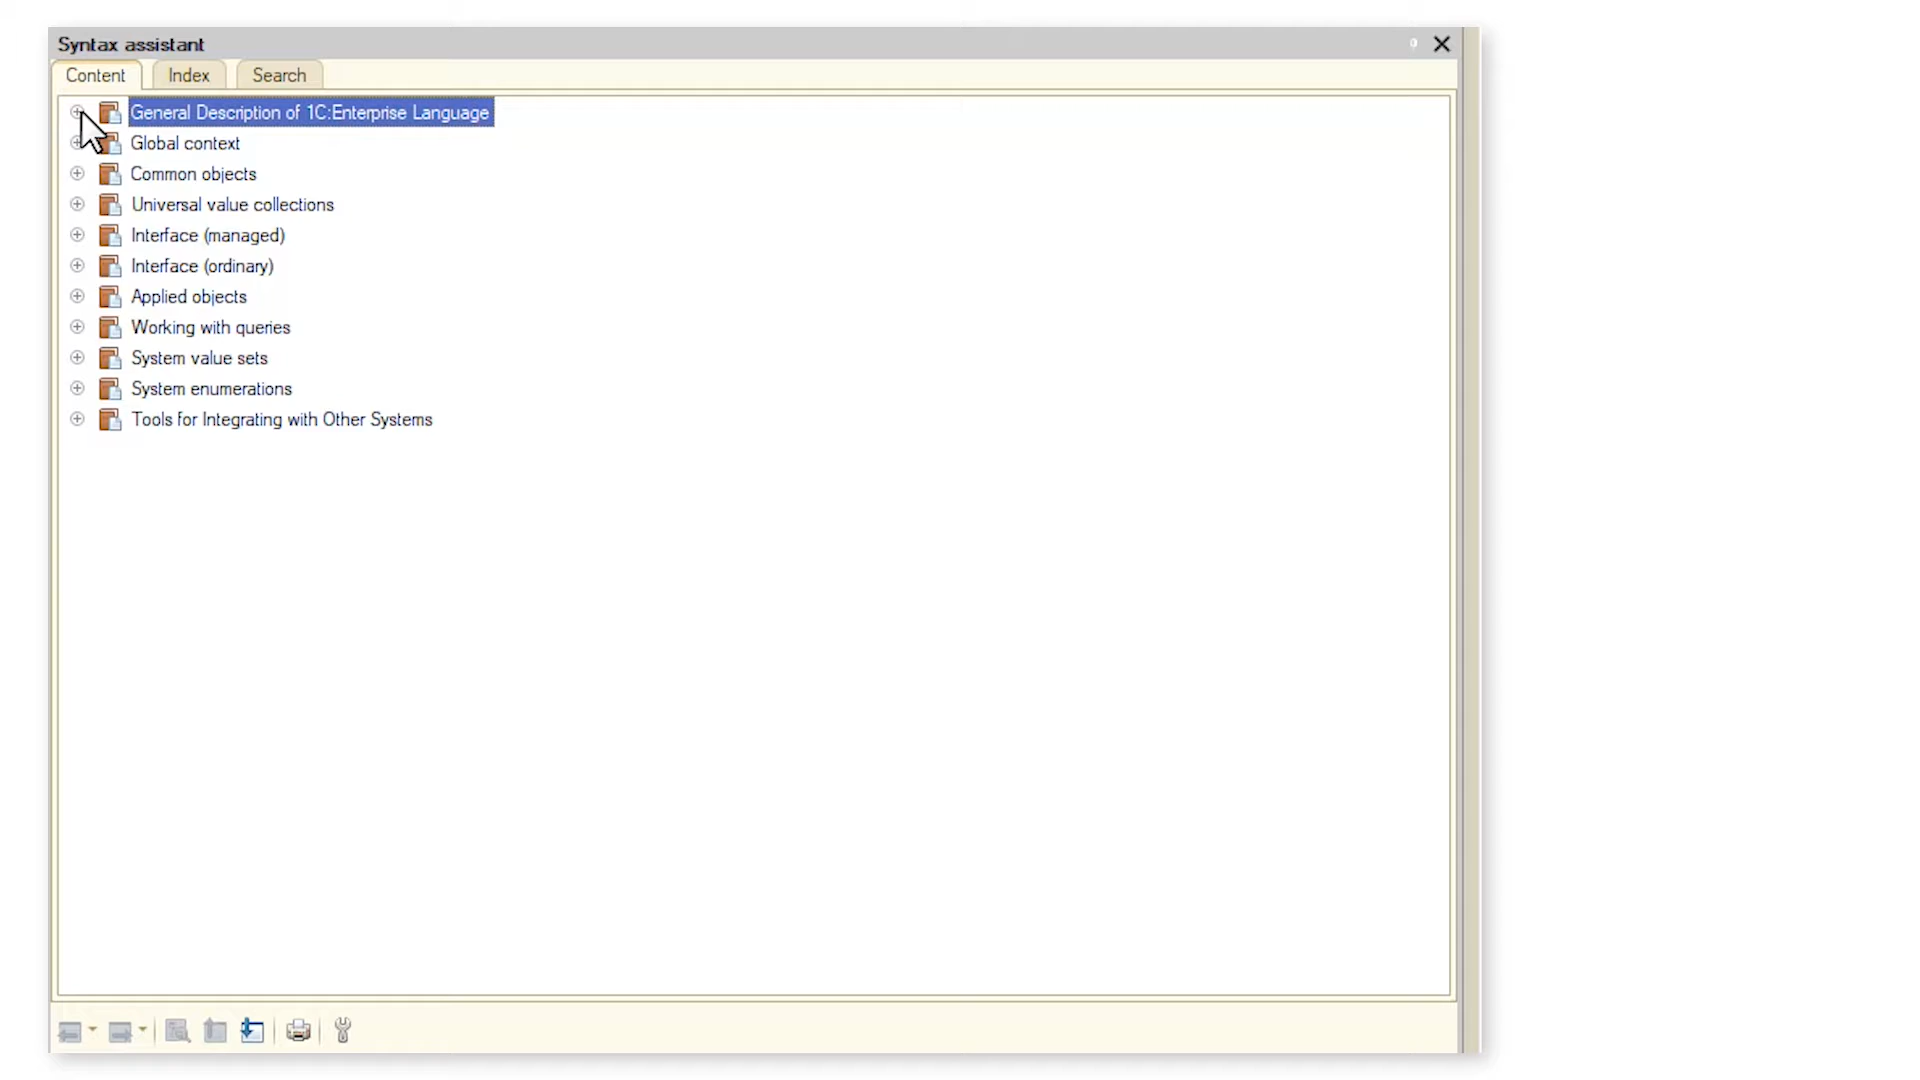 Syntax assistant
Content Index Search
General Description of 1C:Enterprise Language
Global context
Common objects
Universal value collections
Interface (managed)
Interface (ordinary)
Applied objects
Working with queries
System value sets
System enumerations
Tools for Integrating with Other Systems